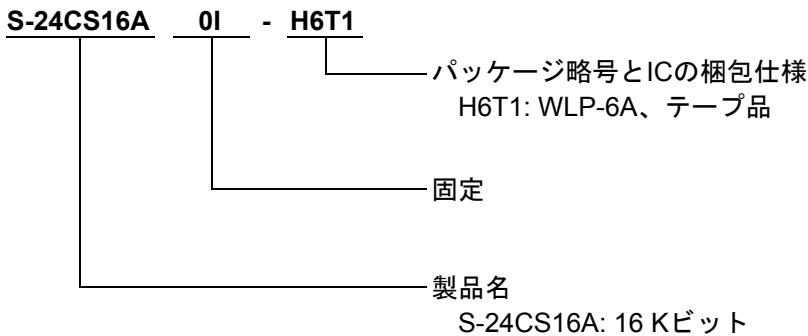 S-24CS16A 0I - H6T1
パッケージ略号とICの梱包仕様
H6T1: WLP-6A、テープ品
固定
製品名
S-24CS16A: 16 Kビット